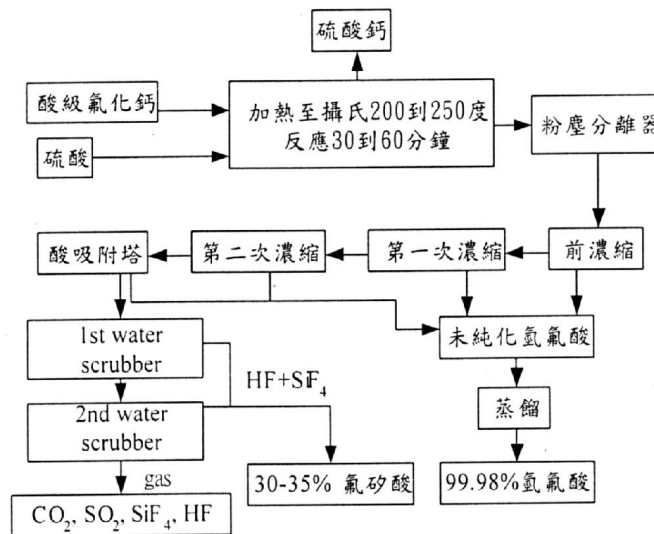 硫酸鈣
酸級氟化鈣
硫酸
加熱至攝氏200到250度
反應30到60分鐘
粉塵分離器
酸吸附塔
第二次濃縮
第一次濃縮
前濃縮
1st water
scrubber
未純化氫氟酸
HF+SiF₄
2nd water
scrubber
蒸餾
gas
30-35% 氟矽酸
99.98%氫氟酸
CO₂, SO₂, SiF₄, HF